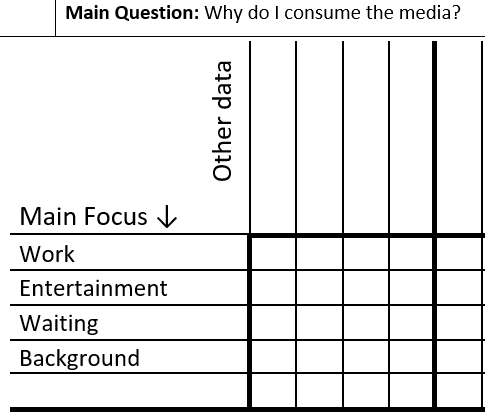 Main Question: Why do I consume the media?
Other data
Main Focus ↓
Work
Entertainment
Waiting
Background